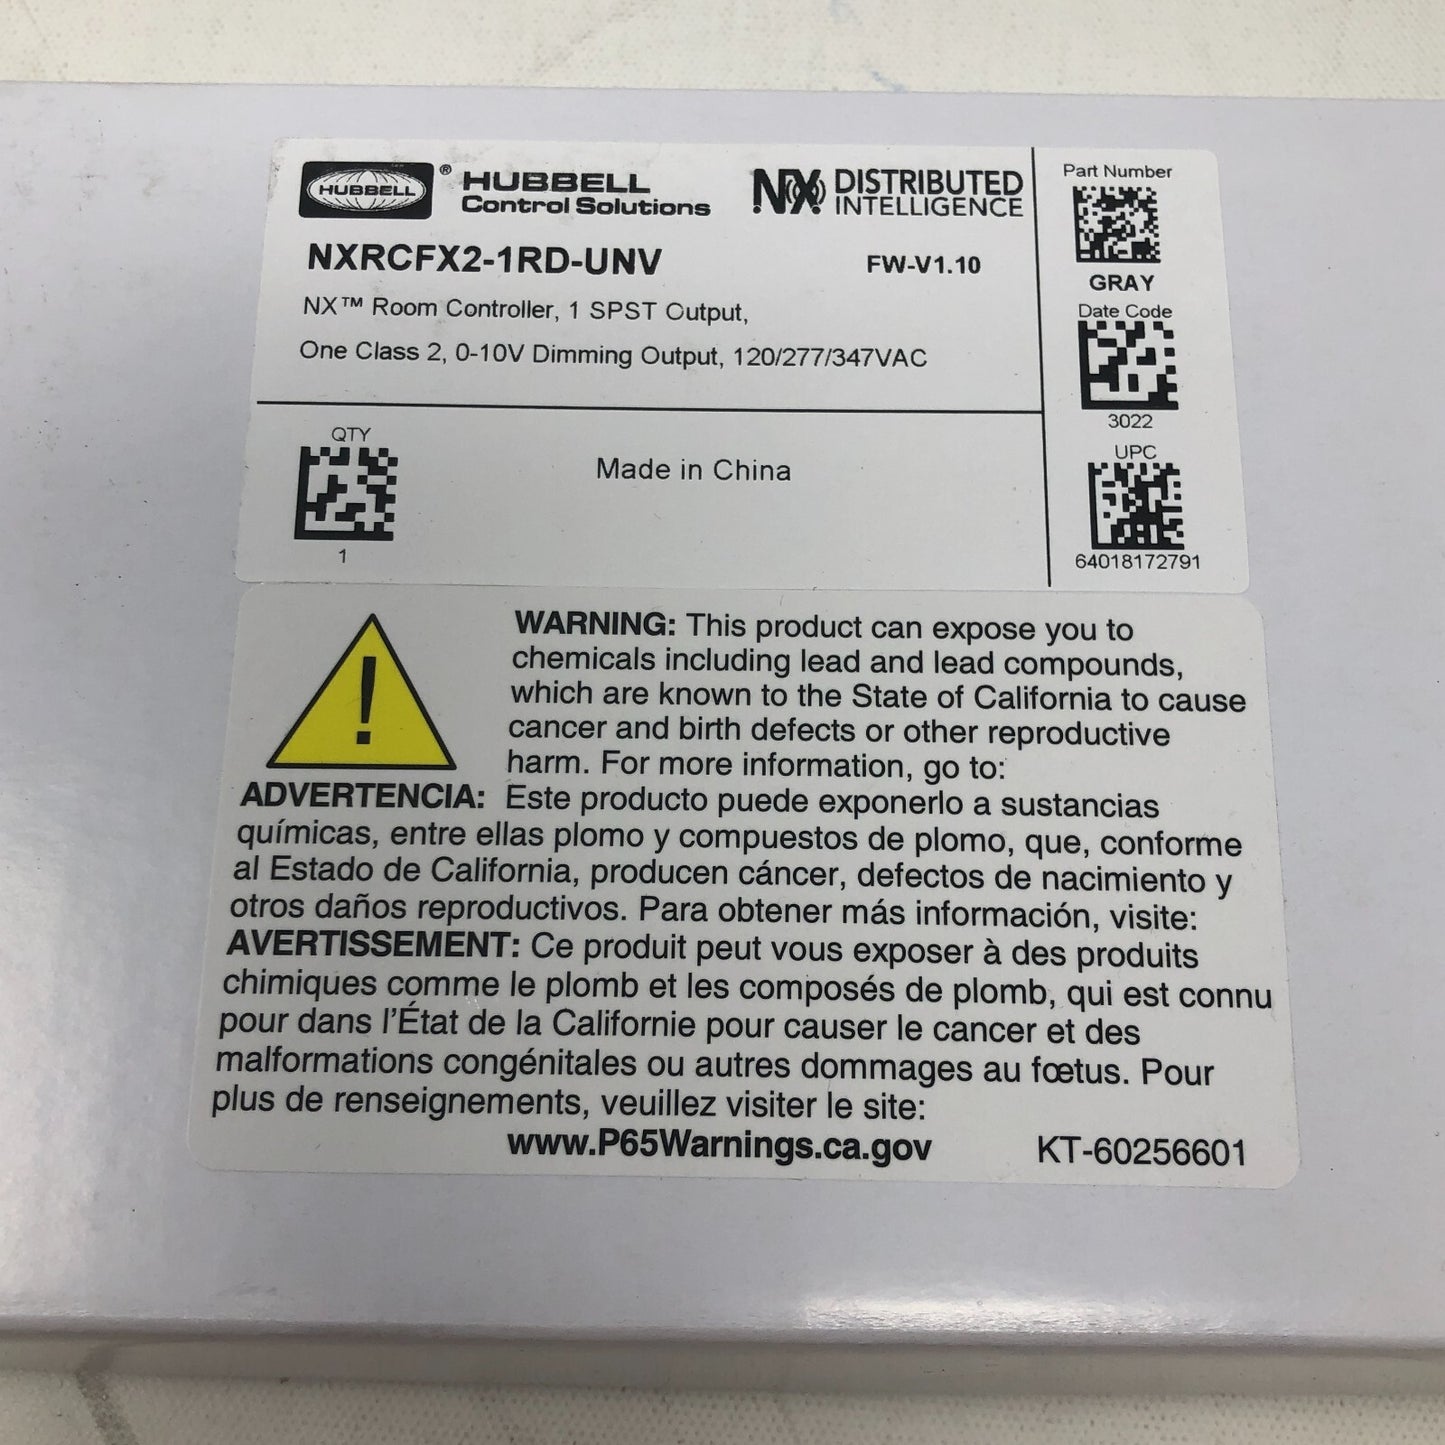 HUBBELL ®
HUBBELL
Control Solutions
NX DISTRIBUTED
INTELLIGENCE
NXRCFX2-1RD-UNV
FW-V1.10
NX™ Room Controller, 1 SPST Output,
One Class 2, 0-10V Dimming Output, 120/277/347VAC
QTY
1
Made in China
Part Number
GRAY
Date Code
3022
UPC
64018172791
WARNING: This product can expose you to
chemicals including lead and lead compounds,
which are known to the State of California to cause
cancer and birth defects or other reproductive
harm. For more information, go to:
ADVERTENCIA: Este producto puede exponerlo a sustancias
químicas, entre ellas plomo y compuestos de plomo, que, conforme
al Estado de California, producen cáncer, defectos de nacimiento y
otros daños reproductivos. Para obtener más información, visite:
AVERTISSEMENT: Ce produit peut vous exposer à des produits
chimiques comme le plomb et les composés de plomb, qui est connu
pour dans l'État de la Californie pour causer le cancer et des
malformations congénitales ou autres dommages au fœtus. Pour
plus de renseignements, veuillez visiter le site:
www.P65Warnings.ca.gov
KT-60256601